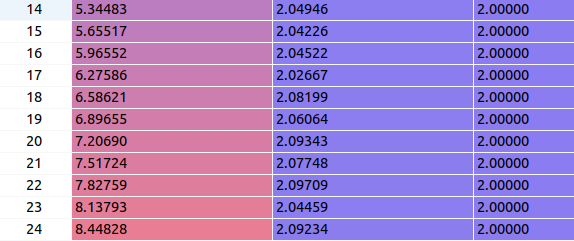 14 5.34483 2.04946 2.00000
15 5.65517 2.04226 2.00000
16 5.96552 2.04522 2.00000
17 6.27586 2.02667 2.00000
18 6.58621 2.08199 2.00000
19 6.89655 2.06064 2.00000
20 7.20690 2.09343 2.00000
21 7.51724 2.07748 2.00000
22 7.82759 2.09709 2.00000
23 8.13793 2.04459 2.00000
24 8.44828 2.09234 2.00000